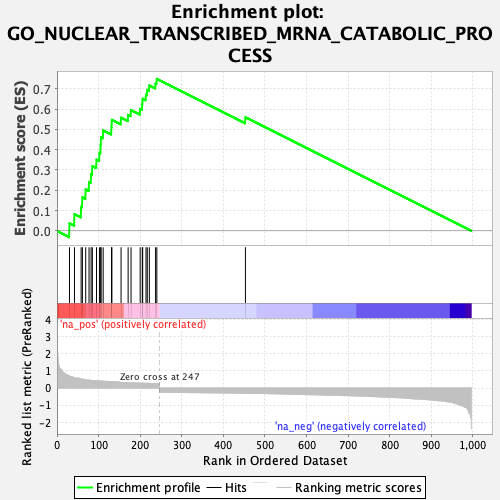 Enrichment plot:
GO_NUCLEAR_TRANSCRIBED_MRNA_CATABOLIC_PRO
CESS
Enrichment score (ES)
0.7
0.6
0.5
0.4
0.3
0.2
0.1
0.0
'na_pos' (positively correlated)
Ranked list metric (PreRanked)
4
3
2
1
0
-1
-2
Zero cross at 247
'na_neg' (negatively correlated)
0 100 200 300 400 500 600 700 800 900 1,000
Rank in Ordered Dataset
Enrichment profile Hits Ranking metric scores